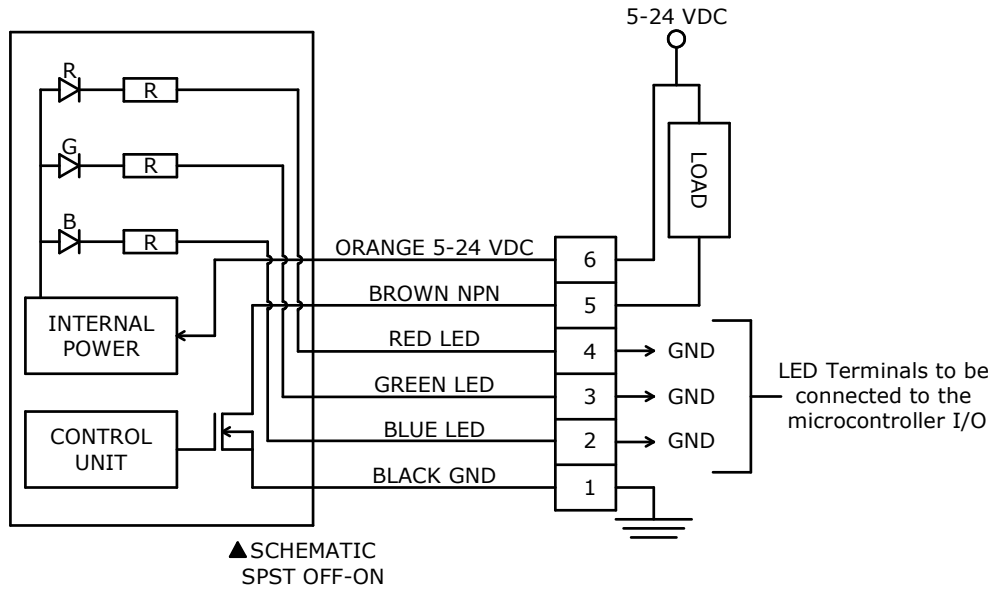 5-24 VDC
R
R
G
R
B
R
LOAD
ORANGE 5-24 VDC
6
BROWN NPN
5
INTERNAL
POWER
RED LED
4
GND
GREEN LED
3
GND
LED Terminals to be
connected to the
microcontroller I/O
CONTROL
UNIT
BLUE LED
2
GND
BLACK GND
1
▲SCHEMATIC
SPST OFF-ON